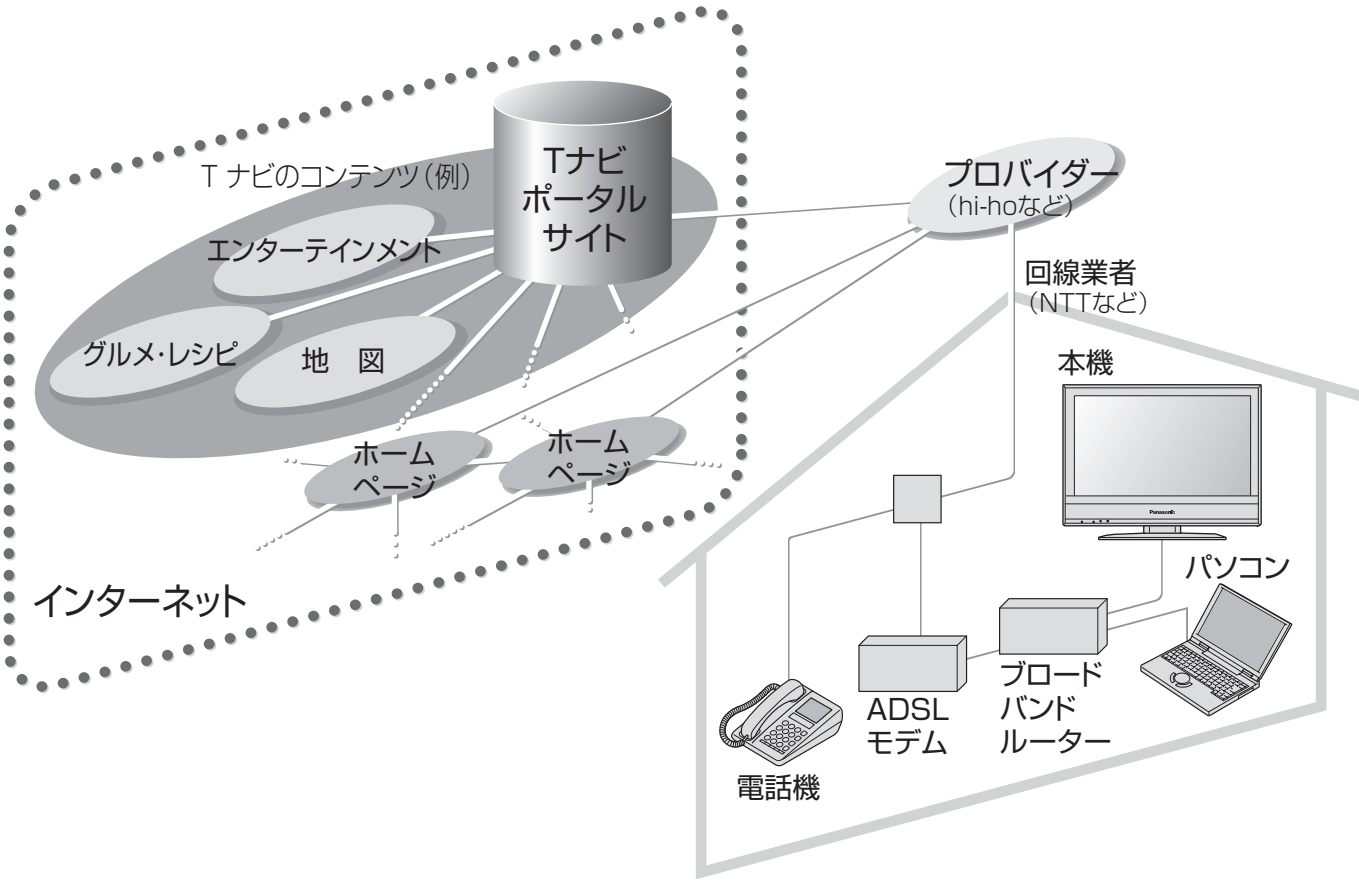 T ナビのコンテンツ(例)
Tナビ
ポータル
サイト
エンターテインメント
グルメ・レシピ
地 図
ホーム
ページ
ホーム
ページ
インターネット
プロバイダー
(hi-hoなど)
回線業者
(NTTなど)
本機
Panasonic
パソコン
ブロード
バンド
ルーター
ADSL
モデム
電話機